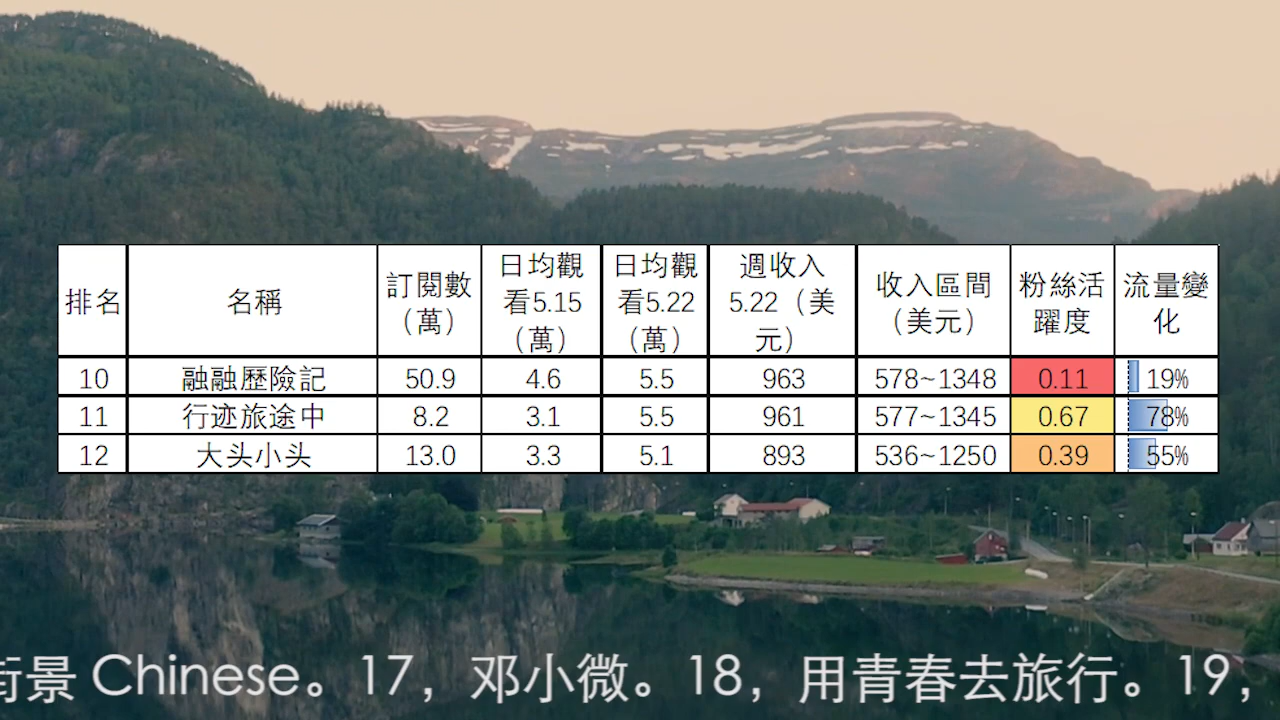 排名 名稱 訂閱數（萬） 日均觀看5.15（萬） 日均觀看5.22（萬） 週收入5.22（美元） 收入區間（美元） 粉絲活躍度 流量變化
10 融融歷險記 50.9 4.6 5.5 963 578~1348 0.11 19%
11 行迹旅途中 8.2 3.1 5.5 961 577~1345 0.67 78%
12 大头小头 13.0 3.3 5.1 893 536~1250 0.39 55%
街景 Chinese。17，邓小微。18，用青春去旅行。19，